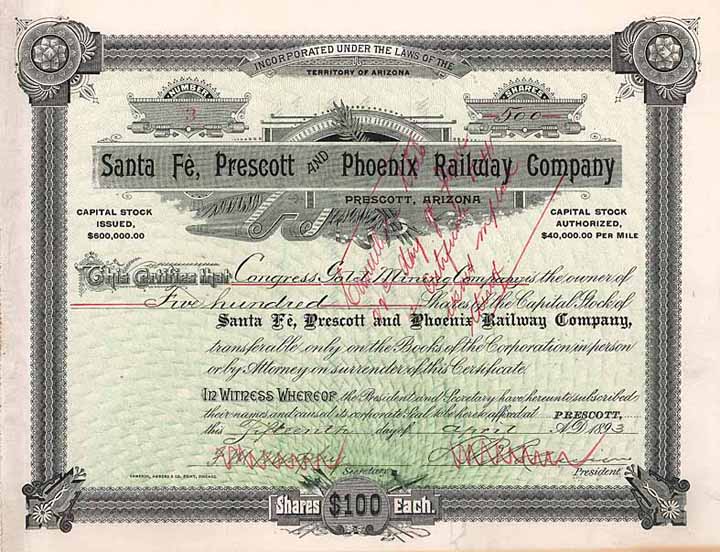 INCORPORATED UNDER THE LAWS OF THE
TERRITORY OF ARIZONA
NUMBER
3
SHARES
500
Santa Fè, Prescott AND Phoenix Railway Company
PRESCOTT, ARIZONA
CAPITAL STOCK
ISSUED,
$600,000.00
CAPITAL STOCK
AUTHORIZED,
$40,000.00 PER MILE
This Certifies that Congress Gold Mining Company is the owner of
Five hundred Shares of the Capital Stock of
Santa Fè, Prescott and Phoenix Railway Company,
transferable only on the Books of the Corporation, in person
or by Attorney on surrender of this Certificate.
IN WITNESS WHEREOF the President and Secretary have hereunto subscribed
their names and caused its corporate Seal to be hereto affixed at PRESCOTT,
this Fifteenth day of April A.D. 1893
Secretary
President.
Shares $100 Each.